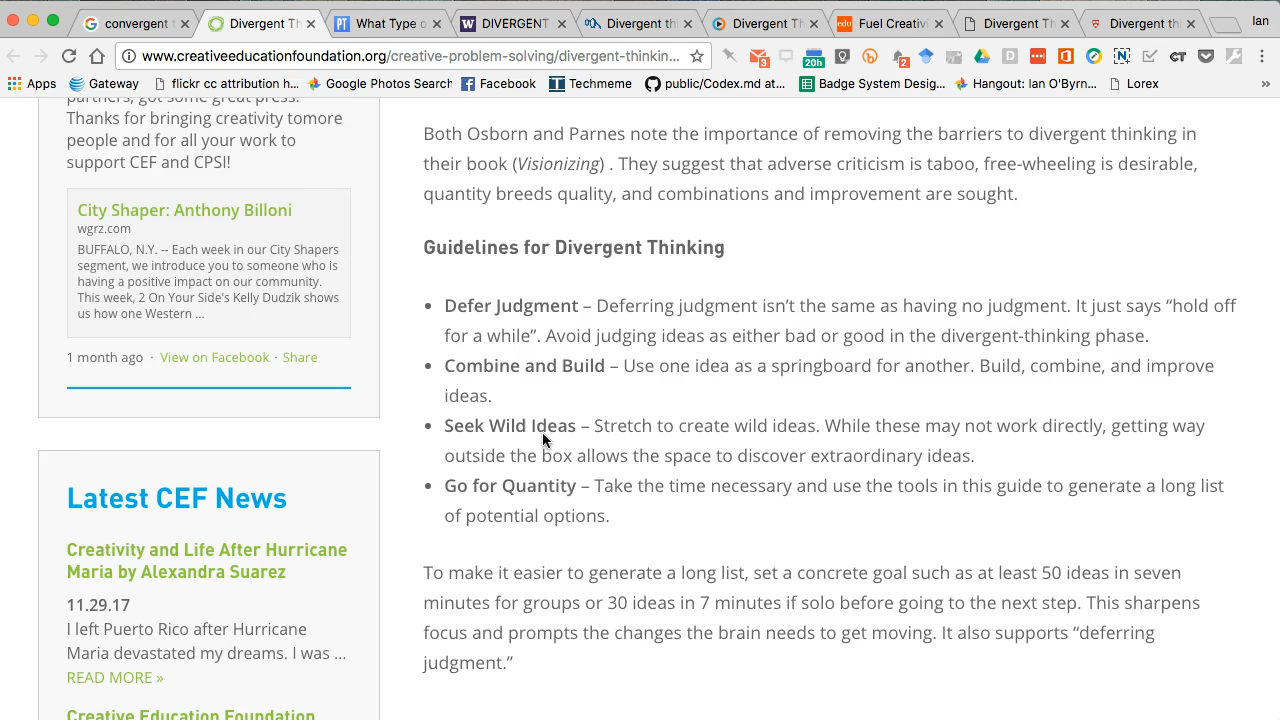 convergent t
Divergent Th
What Type o
DIVERGENT
Divergent thi
Divergent Th
Fuel Creativi
Divergent Th
Divergent thi
Ian
www.creativeeducationfoundation.org/creative-problem-solving/divergent-thinkin...
3
20h
2
Apps
Gateway
flickr cc attribution h...
Google Photos Search
Facebook
Techmeme
public/Codex.md at...
Badge System Desig...
Hangout: Ian O'Byrn...
Lorex
»
partners, got some great press.
Thanks for bringing creativity tomore
people and for all your work to
support CEF and CPSI!
City Shaper: Anthony Billoni
wgrz.com
BUFFALO, N.Y. -- Each week in our City Shapers
segment, we introduce you to someone who is
having a positive impact on our community.
This week, 2 On Your Side's Kelly Dudzik shows
us how one Western ...
1 month ago · View on Facebook · Share
Latest CEF News
Creativity and Life After Hurricane
Maria by Alexandra Suarez
11.29.17
I left Puerto Rico after Hurricane
Maria devastated my dreams. I was ...
READ MORE »
Creative Education Foundation
Both Osborn and Parnes note the importance of removing the barriers to divergent thinking in
their book (Visionizing) . They suggest that adverse criticism is taboo, free-wheeling is desirable,
quantity breeds quality, and combinations and improvement are sought.
Guidelines for Divergent Thinking
• Defer Judgment – Deferring judgment isn’t the same as having no judgment. It just says “hold off
for a while”. Avoid judging ideas as either bad or good in the divergent-thinking phase.
• Combine and Build – Use one idea as a springboard for another. Build, combine, and improve
ideas.
• Seek Wild Ideas – Stretch to create wild ideas. While these may not work directly, getting way
outside the box allows the space to discover extraordinary ideas.
• Go for Quantity – Take the time necessary and use the tools in this guide to generate a long list
of potential options.
To make it easier to generate a long list, set a concrete goal such as at least 50 ideas in seven
minutes for groups or 30 ideas in 7 minutes if solo before going to the next step. This sharpens
focus and prompts the changes the brain needs to get moving. It also supports “deferring
judgment.”